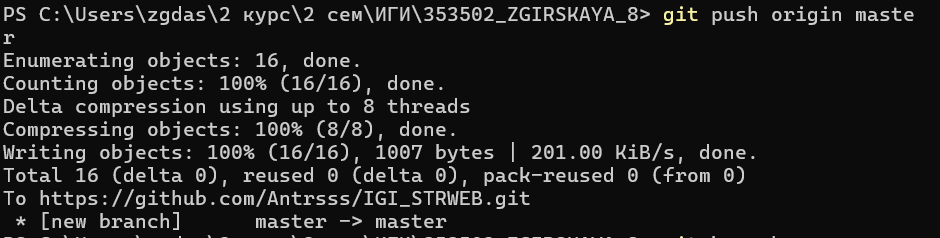 PS C:\Users\zgdas\2 курс\2 сем\ИГИ\353502_ZGIRSKAYA_8> git push origin maste
r
Enumerating objects: 16, done.
Counting objects: 100% (16/16), done.
Delta compression using up to 8 threads
Compressing objects: 100% (8/8), done.
Writing objects: 100% (16/16), 1007 bytes | 201.00 KiB/s, done.
Total 16 (delta 0), reused 0 (delta 0), pack-reused 0 (from 0)
To https://github.com/Antrsss/IGI_STRWEB.git
 * [new branch]      master -> master